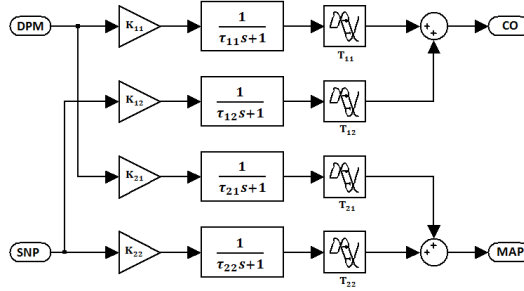 DPM K₁₁ 1 / τ₁₁s+1 T₁₁ + + CO
K₁₂ 1 / τ₁₂s+1 T₁₂
K₂₁ 1 / τ₂₁s+1 T₂₁
SNP K₂₂ 1 / τ₂₂s+1 T₂₂ + + MAP